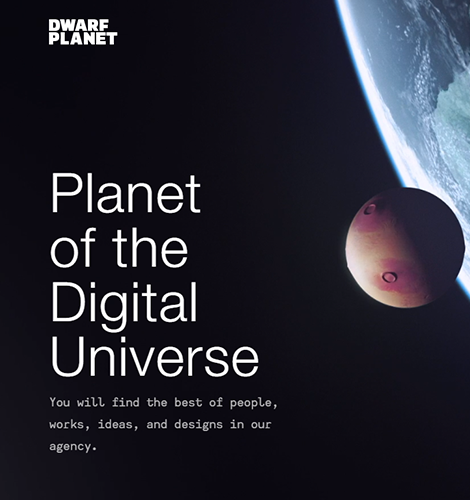 DWARF
PLANET
Planet
of the
Digital
Universe
You will find the best of people,
works, ideas, and designs in our
agency.